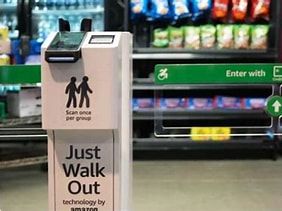 Enter with
Scan once
per group
Just
Walk
Out
technology by
amazon